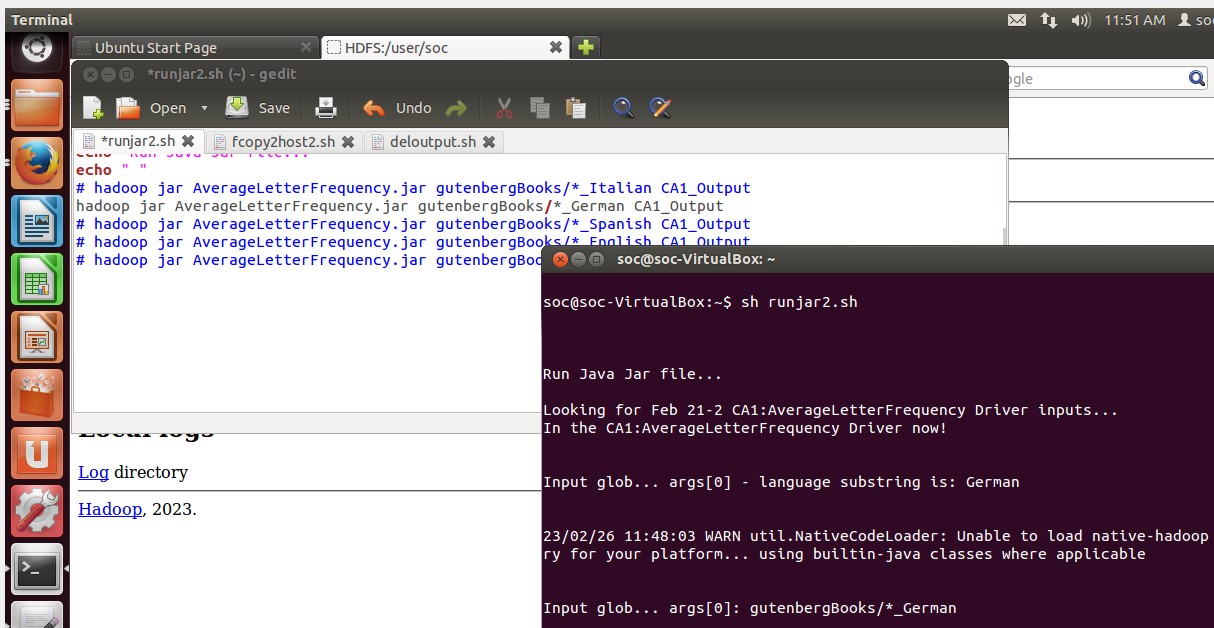 Terminal
11:51 AM so
Ubuntu Start Page
HDFS:/user/soc
*runjar2.sh (~) - gedit
ogle
Open Save Undo
*runjar2.sh fcopy2host2.sh deloutput.sh
echo "Run Java Jar file...
echo " "
# hadoop jar AverageLetterFrequency.jar gutenbergBooks/*_Italian CA1_Output
hadoop jar AverageLetterFrequency.jar gutenbergBooks/*_German CA1_Output
# hadoop jar AverageLetterFrequency.jar gutenbergBooks/*_Spanish CA1_Output
# hadoop jar AverageLetterFrequency.jar gutenbergBooks/*_English CA1_Output
# hadoop jar AverageLetterFrequency.jar gutenbergBoo
Local logs
Log directory
Hadoop, 2023.
soc@soc-VirtualBox: ~
soc@soc-VirtualBox:~$ sh runjar2.sh
Run Java Jar file...
Looking for Feb 21-2 CA1:AverageLetterFrequency Driver inputs...
In the CA1:AverageLetterFrequency Driver now!
Input glob... args[0] - language substring is: German
23/02/26 11:48:03 WARN util.NativeCodeLoader: Unable to load native-hadoop
ry for your platform... using builtin-java classes where applicable
Input glob... args[0]: gutenbergBooks/*_German